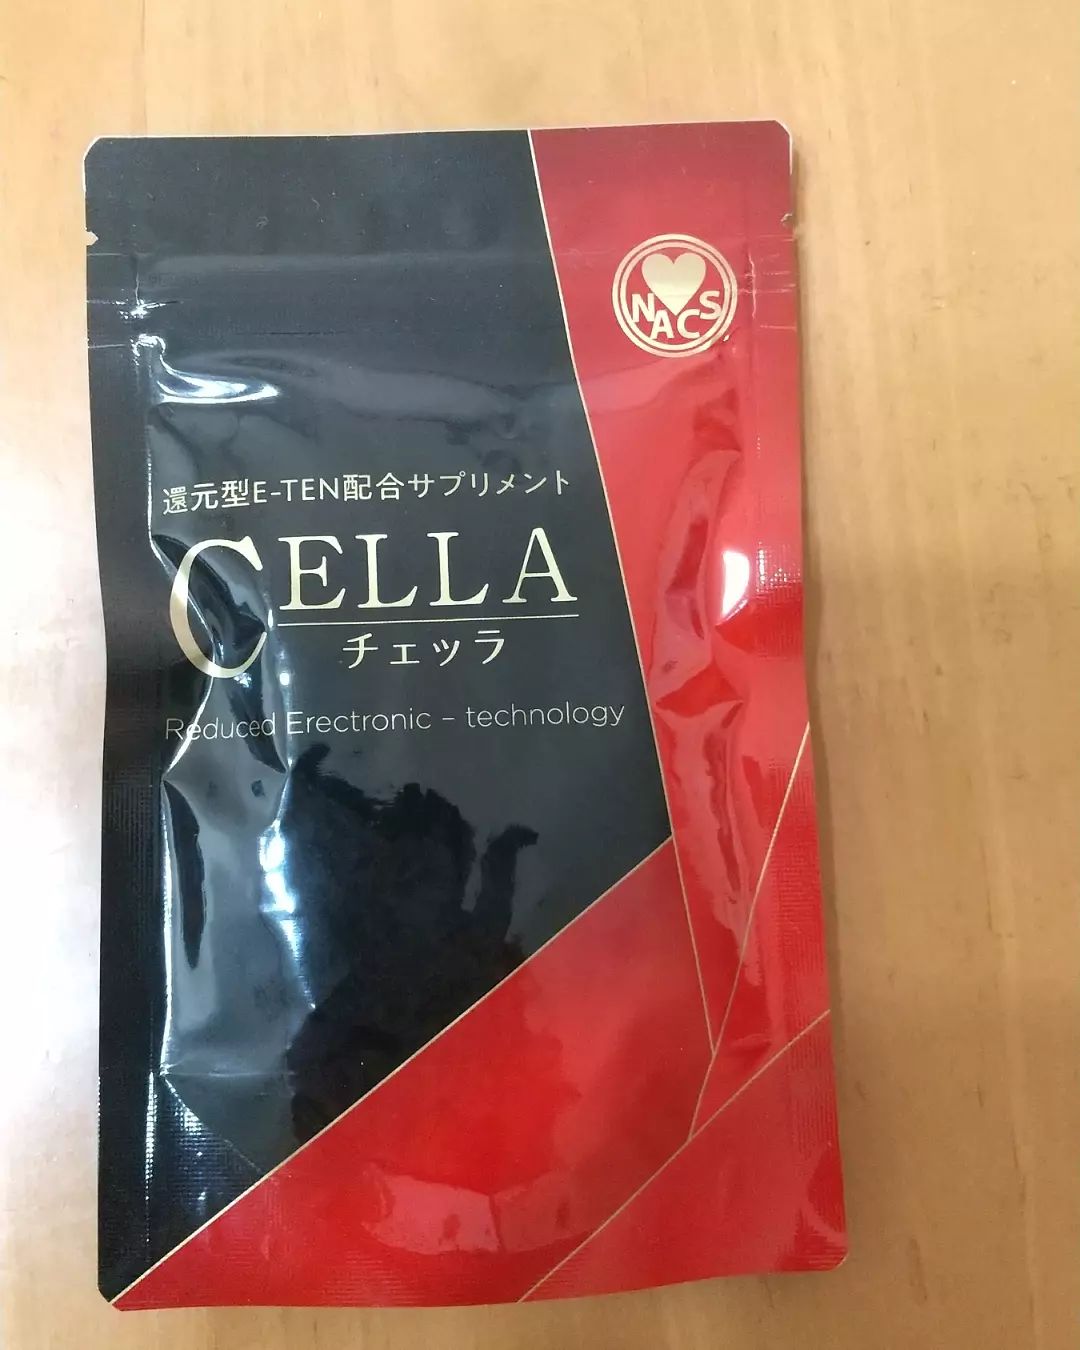 NACS
還元型E-TEN配合サプリメント
CELLA
チェッラ
Reduced Erectronic - technology